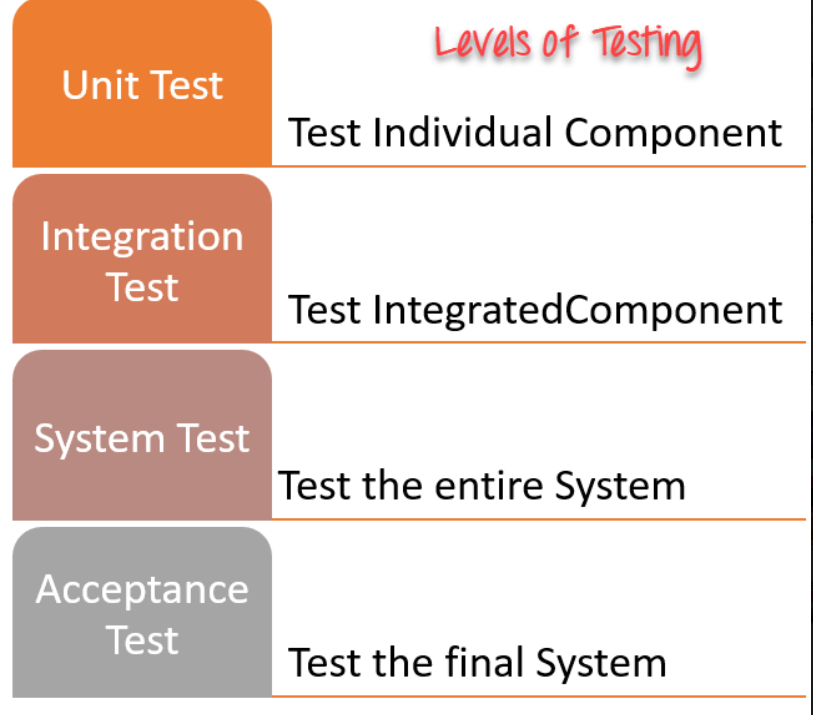 Levels of Testing
Unit Test
Test Individual Component
Integration
Test
Test IntegratedComponent
System Test
Test the entire System
Acceptance
Test
Test the final System